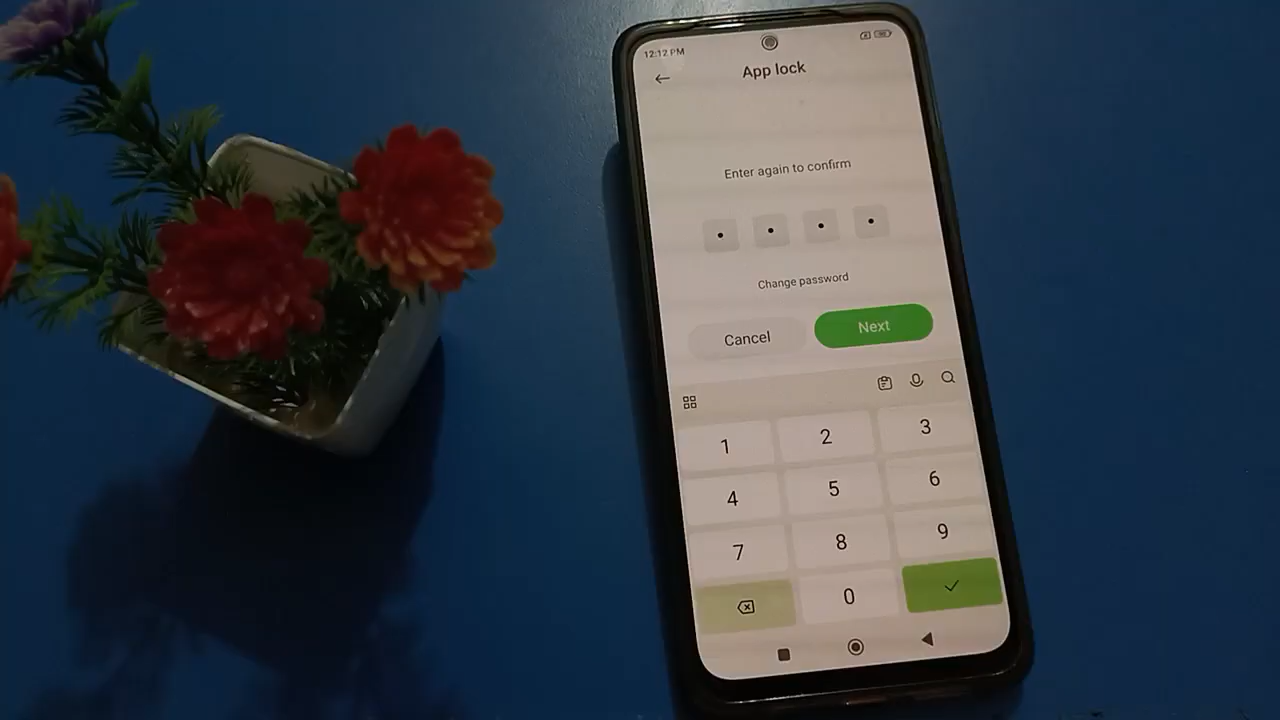 12:12 PM
App lock
Enter again to confirm
Change password
Cancel
Next
1 2 3
4 5 6
7 8 9
0